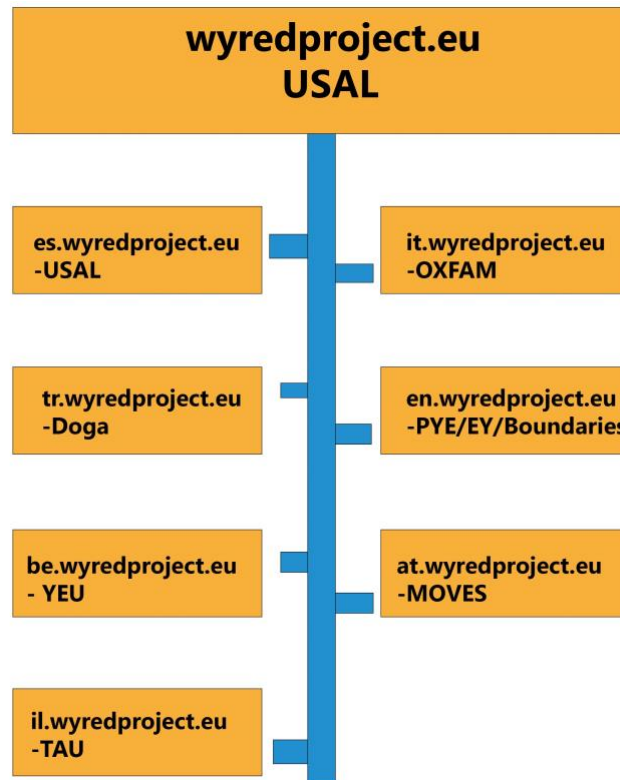 wyredproject.eu
USAL
es.wyredproject.eu
-USAL
it.wyredproject.eu
-OXFAM
tr.wyredproject.eu
-Doga
en.wyredproject.eu
-PYE/EY/Boundaries
be.wyredproject.eu
- YEU
at.wyredproject.eu
-MOVES
il.wyredproject.eu
-TAU